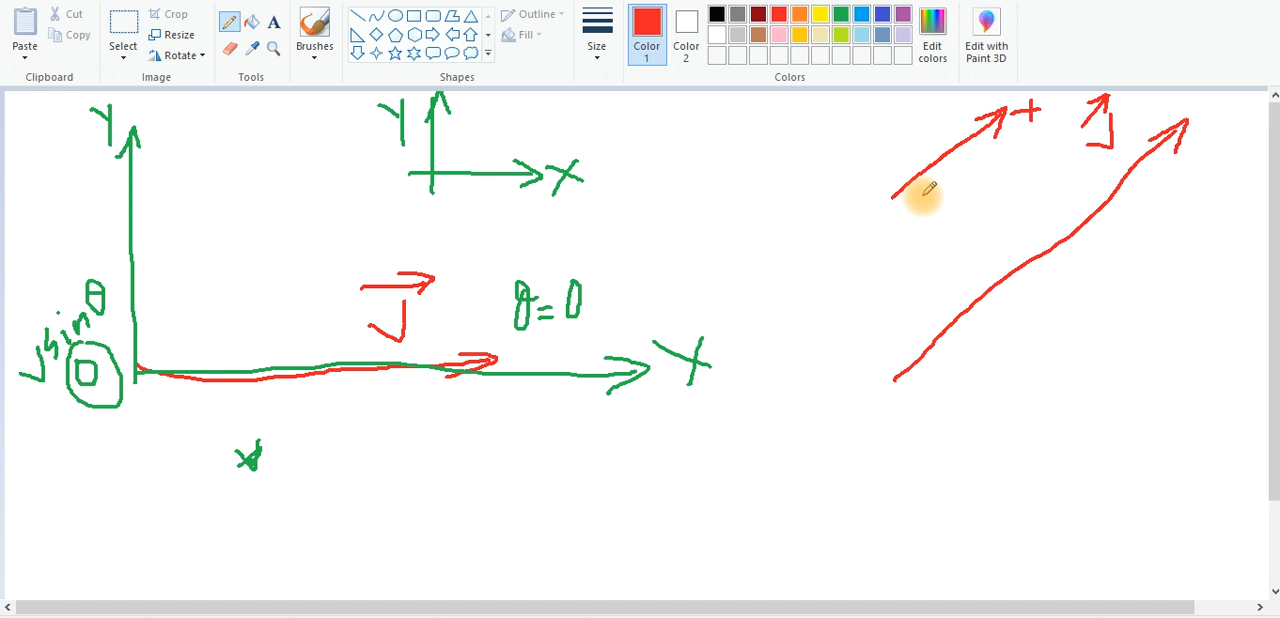 Paste
Cut
Copy
Clipboard
Select
Crop
Resize
Rotate
Image
A
Tools
Brushes
Shapes
Outline
Fill
Size
Color 1
Color 2
Edit colors
Colors
Edit with Paint 3D
Y
Y
X
+
θ = 0
sin θ
X